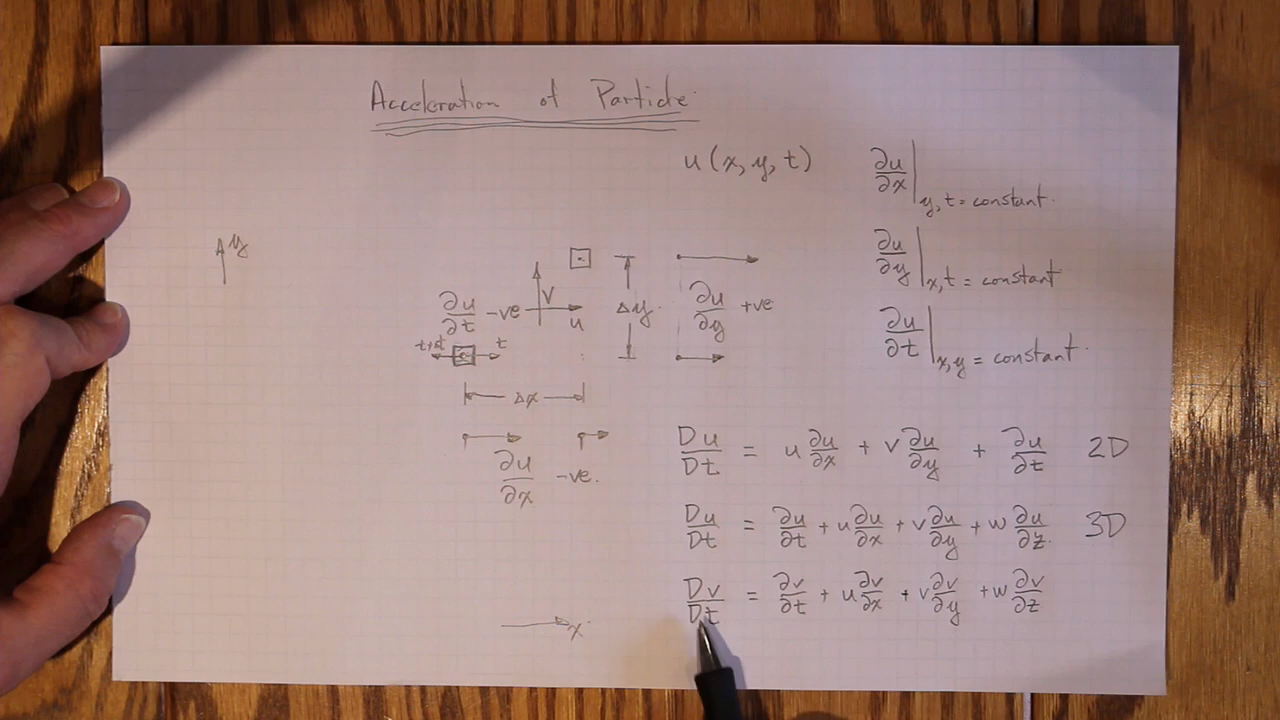 Acceleration of Particle
u(x, y, t)
∂u/∂x | y, t = constant.
y
∂u/∂y | x, t = constant
∂u/∂t -ve
v
u
Δy
∂u/∂y +ve
t
∂u/∂t | x, y = constant.
Δx
∂u/∂x -ve.
Du/Dt = u ∂u/∂x + v ∂u/∂y + ∂u/∂t 2D
Du/Dt = ∂u/∂t + u ∂u/∂x + v ∂u/∂y + w ∂u/∂z. 3D
Dv/Dt = ∂v/∂t + u ∂v/∂x + v ∂v/∂y + w ∂v/∂z
x